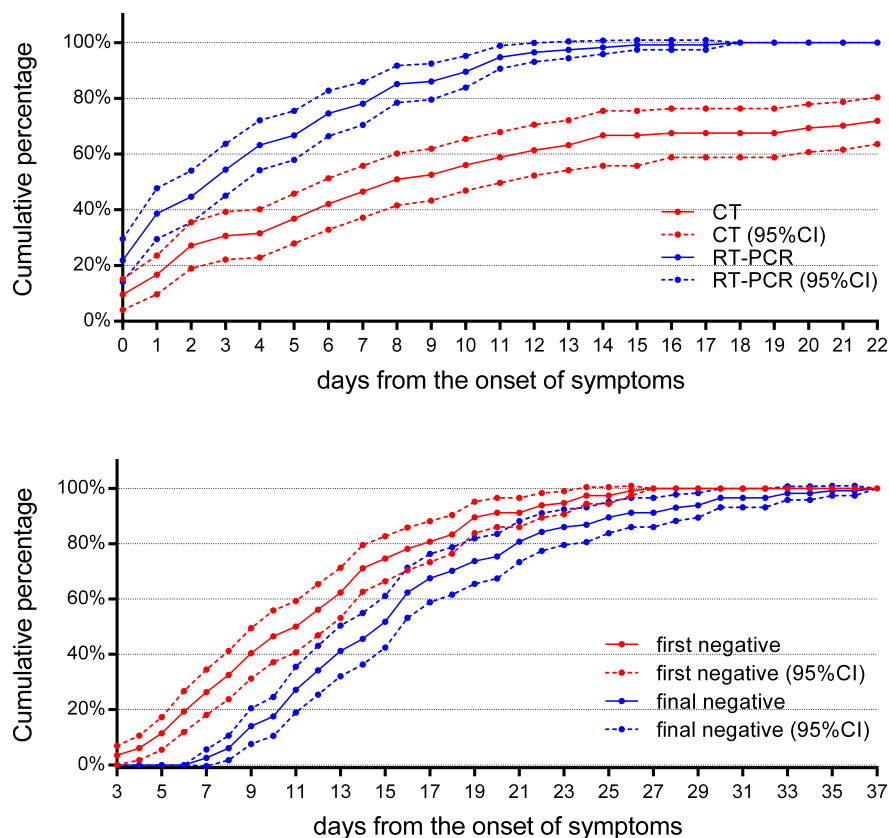 Cumulative percentage
100%
80%
60%
40%
20%
0%
CT
CT (95%CI)
RT-PCR
RT-PCR (95%CI)
0 1 2 3 4 5 6 7 8 9 10 11 12 13 14 15 16 17 18 19 20 21 22
days from the onset of symptoms
Cumulative percentage
100%
80%
60%
40%
20%
0%
first negative
first negative (95%CI)
final negative
final negative (95%CI)
3 5 7 9 11 13 15 17 19 21 23 25 27 29 31 33 35 37
days from the onset of symptoms